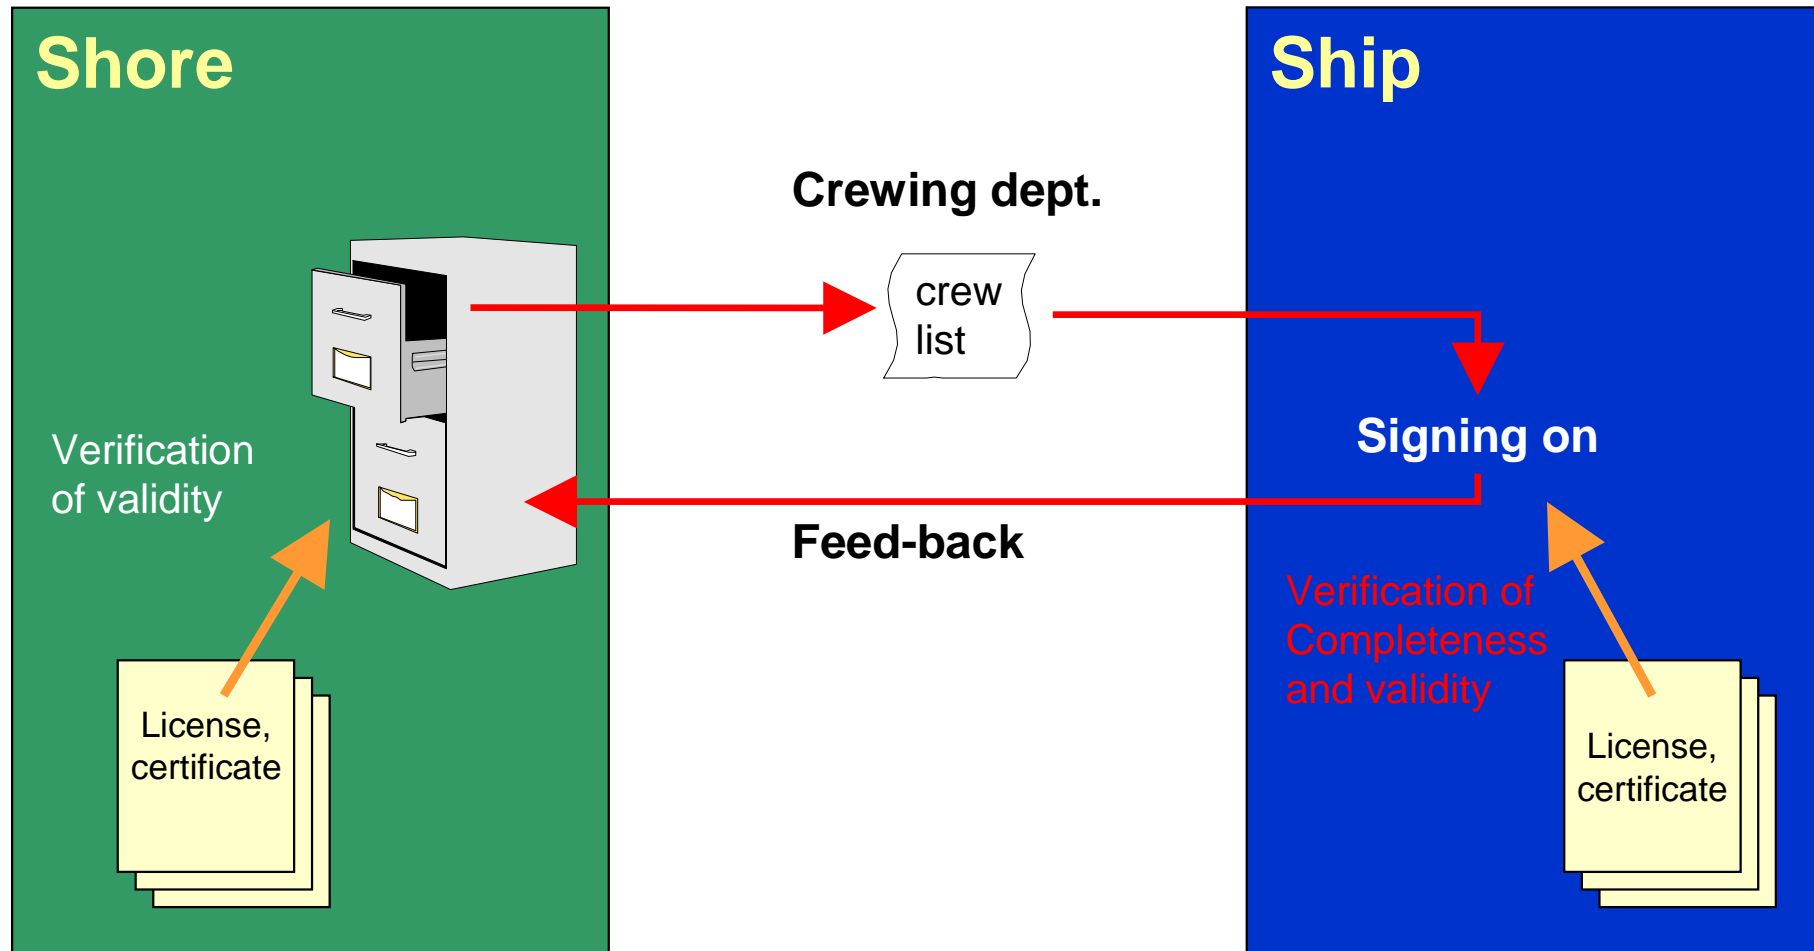 Shore
Ship
Crewing dept.
crew
list
Verification
of validity
Signing on
Feed-back
Verification of
Completeness
and validity
License,
certificate
License,
certificate